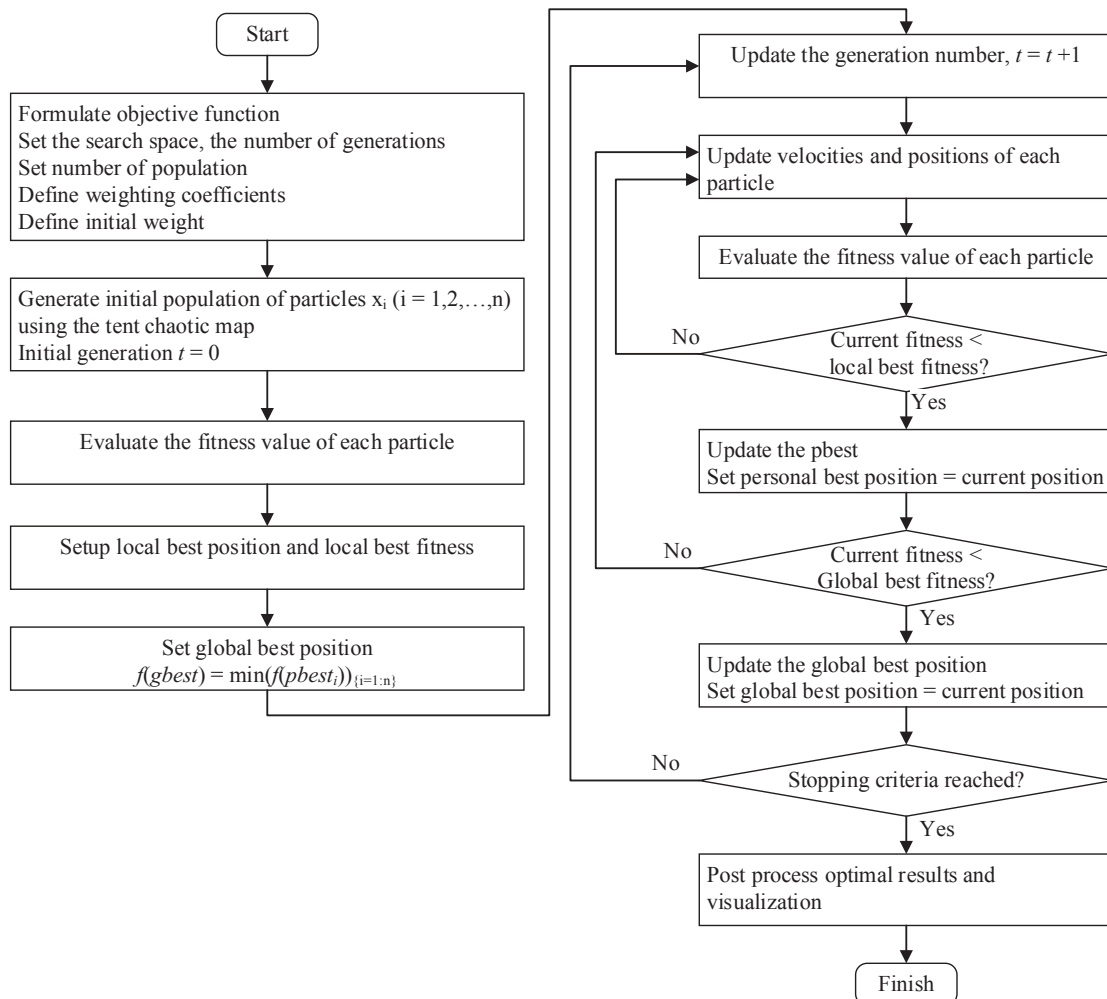 Start
Formulate objective function
Set the search space, the number of generations
Set number of population
Define weighting coefficients
Define initial weight
Generate initial population of particles xᵢ (i = 1,2,…,n)
using the tent chaotic map
Initial generation t = 0
Evaluate the fitness value of each particle
Setup local best position and local best fitness
Set global best position
f(gbest) = min(f(pbestᵢ)){i=1:n}
Update the generation number, t = t +1
Update velocities and positions of each
particle
Evaluate the fitness value of each particle
No
Current fitness <
local best fitness?
Yes
Update the pbest
Set personal best position = current position
No
Current fitness <
Global best fitness?
Yes
Update the global best position
Set global best position = current position
No
Stopping criteria reached?
Yes
Post process optimal results and
visualization
Finish